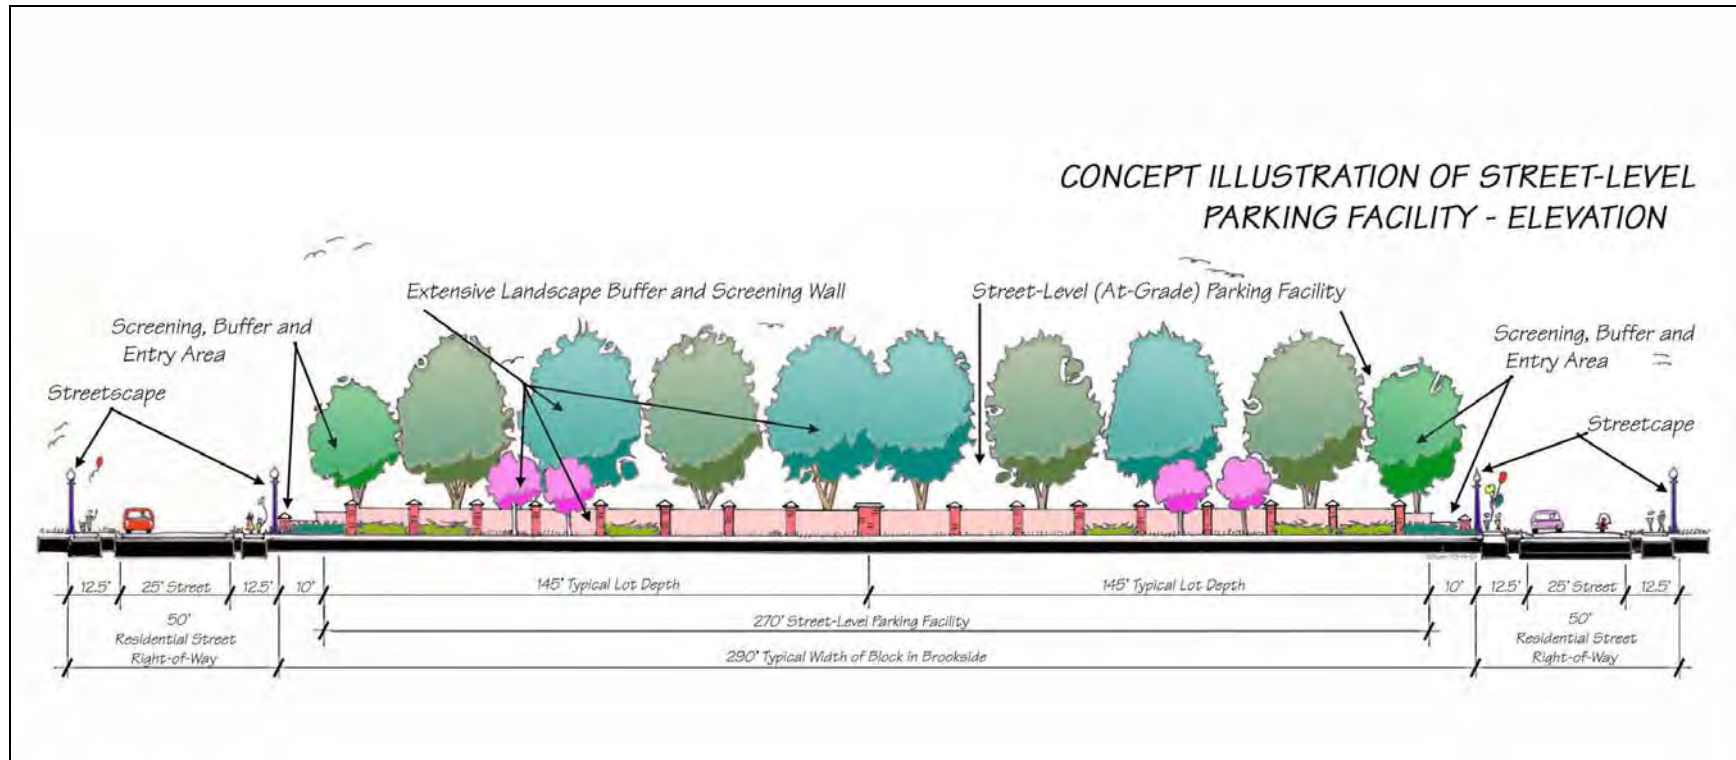 CONCEPT ILLUSTRATION OF STREET-LEVEL
PARKING FACILITY - ELEVATION
Extensive Landscape Buffer and Screening Wall
Street-Level (At-Grade) Parking Facility
Screening, Buffer and
Entry Area
Screening, Buffer and
Entry Area
Streetscape
Streetcape
12.5'
25' Street
12.5'
10'
145' Typical Lot Depth
145' Typical Lot Depth
10'
12.5'
25' Street
12.5'
50'
Residential Street
Right-of-Way
270' Street-Level Parking Facility
50'
Residential Street
Right-of-Way
290' Typical Width of Block in Brookside